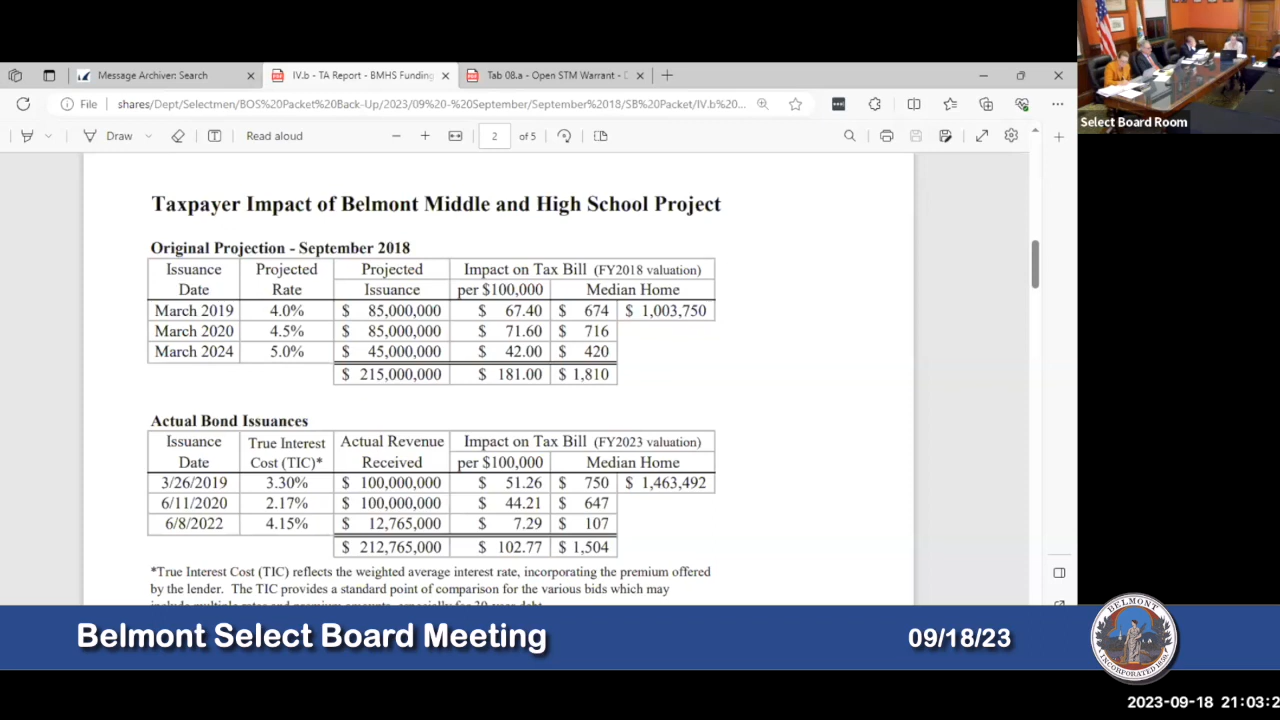 Message Archiver: Search
IV.b - TA Report - BMHS Funding
Tab 08.a - Open STM Warrant -
File shares/Dept/Selectmen/BOS%20Packet%20Back-Up/2023/09%20-%20September/September%2018/SB%20Packet/IV.b%20...
Draw Read aloud 2 of 5
Select Board Room
Taxpayer Impact of Belmont Middle and High School Project
Original Projection - September 2018
Issuance Projected Projected Impact on Tax Bill (FY2018 valuation)
Date Rate Issuance per $100,000 Median Home
March 2019 4.0% $ 85,000,000 $ 67.40 $ 674 $ 1,003,750
March 2020 4.5% $ 85,000,000 $ 71.60 $ 716
March 2024 5.0% $ 45,000,000 $ 42.00 $ 420
$ 215,000,000 $ 181.00 $ 1,810
Actual Bond Issuances
Issuance True Interest Actual Revenue Impact on Tax Bill (FY2023 valuation)
Date Cost (TIC)* Received per $100,000 Median Home
3/26/2019 3.30% $ 100,000,000 $ 51.26 $ 750 $ 1,463,492
6/11/2020 2.17% $ 100,000,000 $ 44.21 $ 647
6/8/2022 4.15% $ 12,765,000 $ 7.29 $ 107
$ 212,765,000 $ 102.77 $ 1,504
*True Interest Cost (TIC) reflects the weighted average interest rate, incorporating the premium offered
by the lender. The TIC provides a standard point of comparison for the various bids which may
Belmont Select Board Meeting 09/18/23
BELMONT
INCORPORATED 1859
2023-09-18 21:03:2